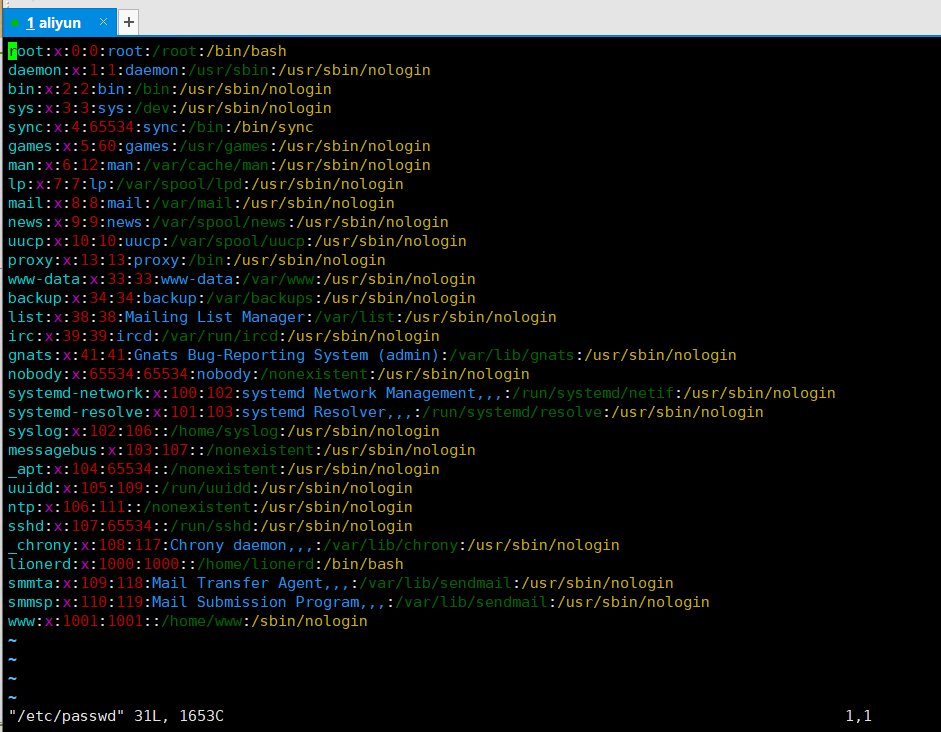 1 aliyun × +
root:x:0:0:root:/root:/bin/bash
daemon:x:1:1:daemon:/usr/sbin:/usr/sbin/nologin
bin:x:2:2:bin:/bin:/usr/sbin/nologin
sys:x:3:3:sys:/dev:/usr/sbin/nologin
sync:x:4:65534:sync:/bin:/bin/sync
games:x:5:60:games:/usr/games:/usr/sbin/nologin
man:x:6:12:man:/var/cache/man:/usr/sbin/nologin
lp:x:7:7:lp:/var/spool/lpd:/usr/sbin/nologin
mail:x:8:8:mail:/var/mail:/usr/sbin/nologin
news:x:9:9:news:/var/spool/news:/usr/sbin/nologin
uucp:x:10:10:uucp:/var/spool/uucp:/usr/sbin/nologin
proxy:x:13:13:proxy:/bin:/usr/sbin/nologin
www-data:x:33:33:www-data:/var/www:/usr/sbin/nologin
backup:x:34:34:backup:/var/backups:/usr/sbin/nologin
list:x:38:38:Mailing List Manager:/var/list:/usr/sbin/nologin
irc:x:39:39:ircd:/var/run/ircd:/usr/sbin/nologin
gnats:x:41:41:Gnats Bug-Reporting System (admin):/var/lib/gnats:/usr/sbin/nologin
nobody:x:65534:65534:nobody:/nonexistent:/usr/sbin/nologin
systemd-network:x:100:102:systemd Network Management,,,:/run/systemd/netif:/usr/sbin/nologin
systemd-resolve:x:101:103:systemd Resolver,,,:/run/systemd/resolve:/usr/sbin/nologin
syslog:x:102:106::/home/syslog:/usr/sbin/nologin
messagebus:x:103:107::/nonexistent:/usr/sbin/nologin
_apt:x:104:65534::/nonexistent:/usr/sbin/nologin
uuidd:x:105:109::/run/uuidd:/usr/sbin/nologin
ntp:x:106:111::/nonexistent:/usr/sbin/nologin
sshd:x:107:65534::/run/sshd:/usr/sbin/nologin
_chrony:x:108:117:Chrony daemon,,,:/var/lib/chrony:/usr/sbin/nologin
lionerd:x:1000:1000::/home/lionerd:/bin/bash
smmta:x:109:118:Mail Transfer Agent,,,:/var/lib/sendmail:/usr/sbin/nologin
smmsp:x:110:119:Mail Submission Program,,,:/var/lib/sendmail:/usr/sbin/nologin
www:x:1001:1001::/home/www:/sbin/nologin
~
~
~
~
"/etc/passwd" 31L, 1653C 1,1